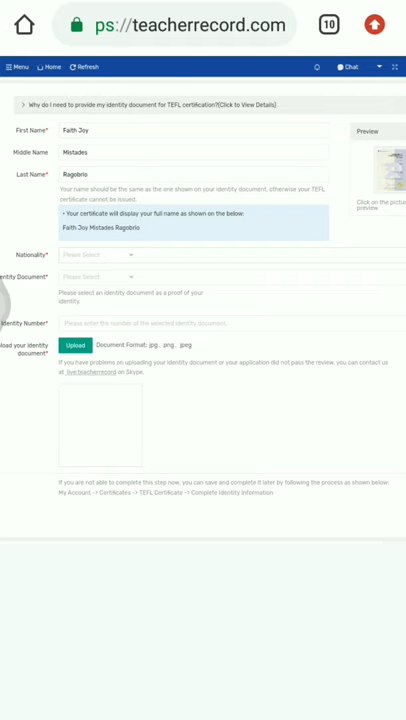 ps://teacherrecord.com
10
Menu Home Refresh Chat
Why do I need to provide my identity document for TEFL certification?[Click to View Details]
First Name* Faith Joy
Preview
Middle Name Mistades
Last Name* Ragobrio
Your name should be the same as the one shown on your identity document, otherwise your TEFL
certificate cannot be issued.
Click on the pictur
preview
• Your certificate will display your full name as shown on the below:
Faith Joy Mistades Ragobrio
Nationality* Please Select
entity Document* Please Select
Please select an identity document as a proof of your
identity.
Identity Number* Please enter the number of the selected identity document.
load your identity
document*
Upload Document Format: jpg、png、jpeg
If you have problems on uploading your identity document or your application did not pass the review, you can contact us
at live:teacherrecord on Skype.
If you are not able to complete this step now, you can save and complete it later by following the process as shown below:
My Account -> Certificates -> TEFL Certificate -> Complete Identity Information